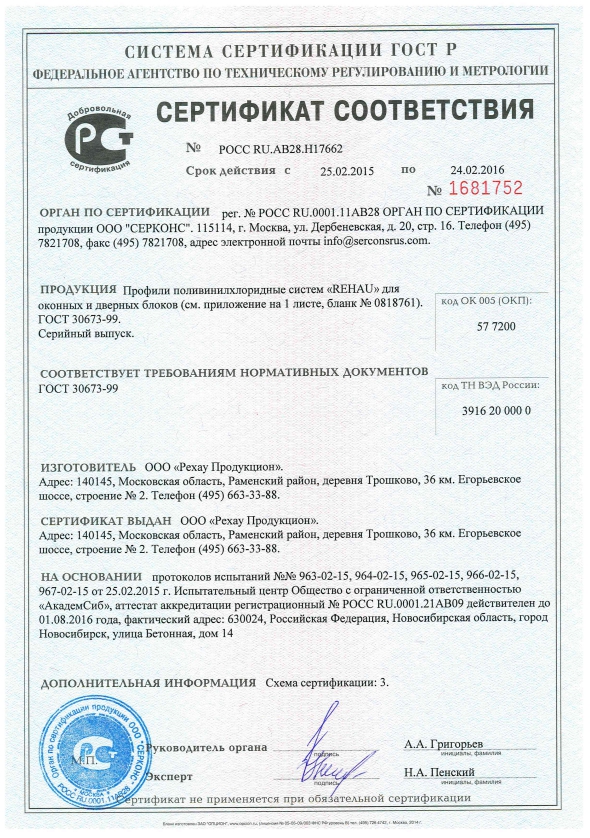 СИСТЕМА СЕРТИФИКАЦИИ ГОСТ Р
ФЕДЕРАЛЬНОЕ АГЕНТСТВО ПО ТЕХНИЧЕСКОМУ РЕГУЛИРОВАНИЮ И МЕТРОЛОГИИ
Добровольная
сертификация
СЕРТИФИКАТ СООТВЕТСТВИЯ
№ РОСС RU.АВ28.Н17662
Срок действия с 25.02.2015 по 24.02.2016
№ 1681752
ОРГАН ПО СЕРТИФИКАЦИИ рег. № РОСС RU.0001.11АВ28 ОРГАН ПО СЕРТИФИКАЦИИ
продукции ООО "СЕРКОНС". 115114, г. Москва, ул. Дербеневская, д. 20, стр. 16. Телефон (495)
7821708, факс (495) 7821708, адрес электронной почты info@serconsrus.com.
ПРОДУКЦИЯ Профили поливинилхлоридные систем «REHAU» для
оконных и дверных блоков (см. приложение на 1 листе, бланк № 0818761).
ГОСТ 30673-99.
Серийный выпуск.
код ОК 005 (ОКП):
57 7200
СООТВЕТСТВУЕТ ТРЕБОВАНИЯМ НОРМАТИВНЫХ ДОКУМЕНТОВ
ГОСТ 30673-99
код ТН ВЭД России:
3916 20 000 0
ИЗГОТОВИТЕЛЬ ООО «Рехау Продукцион».
Адрес: 140145, Московская область, Раменский район, деревня Трошково, 36 км. Егорьевское
шоссе, строение № 2. Телефон (495) 663-33-88.
СЕРТИФИКАТ ВЫДАН ООО «Рехау Продукцион».
Адрес: 140145, Московская область, Раменский район, деревня Трошково, 36 км. Егорьевское
шоссе, строение № 2. Телефон (495) 663-33-88.
НА ОСНОВАНИИ протоколов испытаний №№ 963-02-15, 964-02-15, 965-02-15, 966-02-15,
967-02-15 от 25.02.2015 г. Испытательный центр Общество с ограниченной ответственностью
«АкадемСиб», аттестат аккредитации регистрационный № РОСС RU.0001.21АВ09 действителен до
01.08.2016 года, фактический адрес: 630024, Российская Федерация, Новосибирская область, город
Новосибирск, улица Бетонная, дом 14
ДОПОЛНИТЕЛЬНАЯ ИНФОРМАЦИЯ Схема сертификации: 3.
Орган по сертификации продукции ООО "СЕРКОНС"
РОСС RU.0001.11АВ28
МОСКВА
М.П.
Руководитель органа
подпись
А.А. Григорьев
инициалы, фамилия
Эксперт
подпись
Н.А. Пенский
инициалы, фамилия
Сертификат не применяется при обязательной сертификации